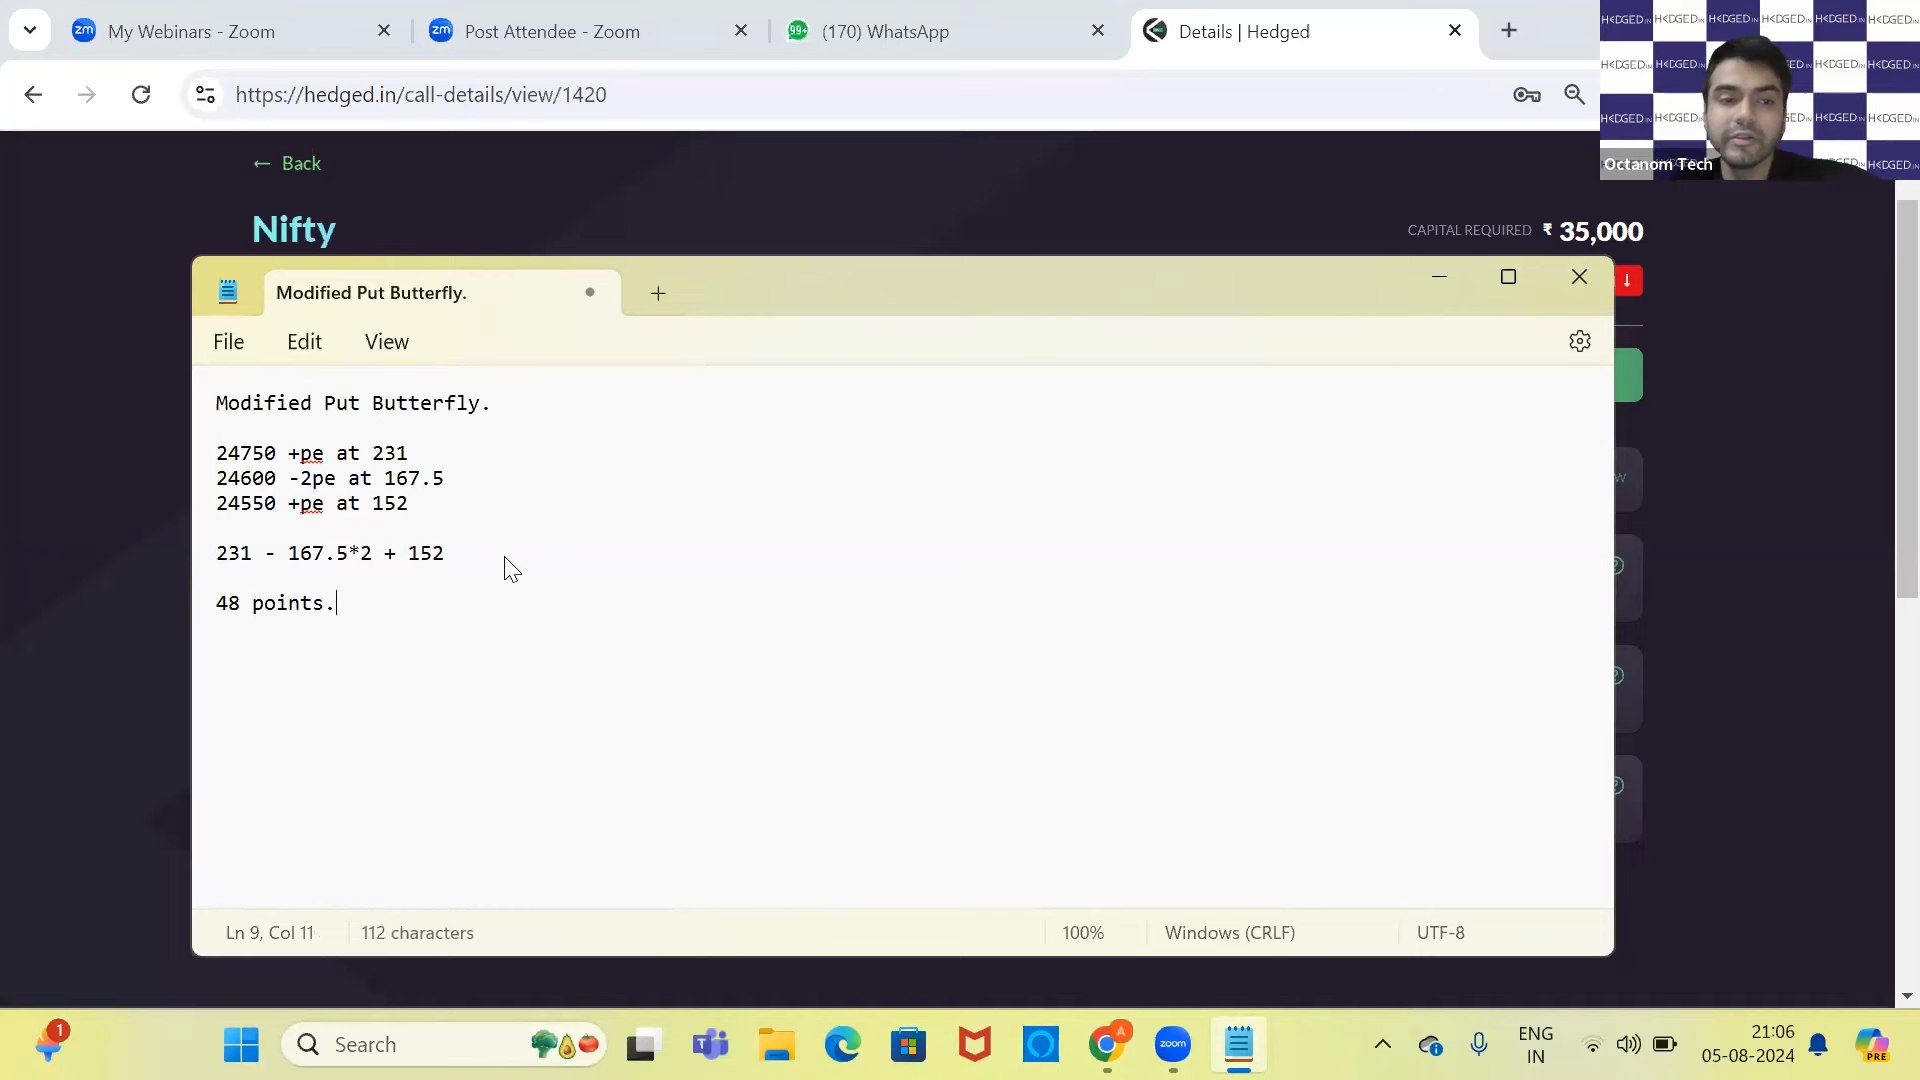 My Webinars - Zoom
Post Attendee - Zoom
(170) WhatsApp
Details | Hedged
https://hedged.in/call-details/view/1420
Octanom Tech
← Back
Nifty
CAPITAL REQUIRED ₹ 35,000
Modified Put Butterfly.
File Edit View
Modified Put Butterfly.
24750 +pe at 231
24600 -2pe at 167.5
24550 +pe at 152
231 - 167.5*2 + 152
48 points.
Ln 9, Col 11
112 characters
100%
Windows (CRLF)
UTF-8
1
Search
zoom
ENG
IN
21:06
05-08-2024
PRE